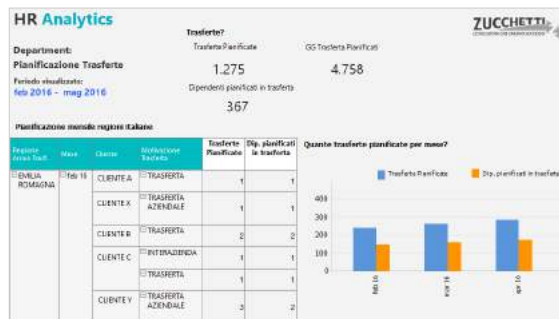 HR Analytics
ZUCCHETTI
Trasferte?
Department:
Pianificazione Trasferte
Periodo visualizzato:
feb 2016 - mag 2016
Trasferte Pianificate
GG Trasferta Pianificati
1.275
4.758
Dipendenti pianificati in trasferta
367
Pianificazione mensile regioni italiane
Regione Arrivo Trasf. Mese Cliente Motivazione Trasferta Trasferte Pianificate Dip. pianificati in trasferta
EMILIA ROMAGNA feb 16 CLIENTE A TRASFERTA 1 1
CLIENTE X TRASFERTA AZIENDALE 1 1
CLIENTE B TRASFERTA 2 2
CLIENTE C INTERAZIENDA 1 1
TRASFERTA 1 1
CLIENTE Y TRASFERTA AZIENDALE 3 2
Quante trasferte pianificate per mese?
Trasferte Pianificate Dip. pianificati in trasferta
400
300
200
100
0
feb 16 mar 16 apr 16